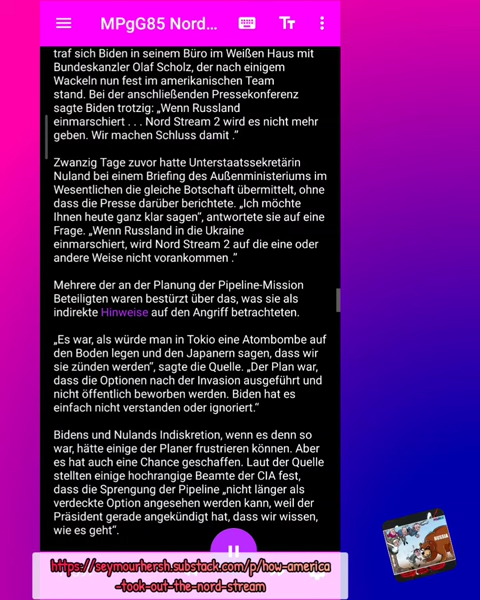 MPgG85 Nord...
traf sich Biden in seinem Büro im Weißen Haus mit
Bundeskanzler Olaf Scholz, der nach einigem
Wackeln nun fest im amerikanischen Team
stand. Bei der anschließenden Pressekonferenz
sagte Biden trotzig: „Wenn Russland
einmarschiert . . . Nord Stream 2 wird es nicht mehr
geben. Wir machen Schluss damit .“
Zwanzig Tage zuvor hatte Unterstaatssekretärin
Nuland bei einem Briefing des Außenministeriums im
Wesentlichen die gleiche Botschaft übermittelt, ohne
dass die Presse darüber berichtete. „Ich möchte
Ihnen heute ganz klar sagen“, antwortete sie auf eine
Frage. „Wenn Russland in die Ukraine
einmarschiert, wird Nord Stream 2 auf die eine oder
andere Weise nicht vorankommen .“
Mehrere der an der Planung der Pipeline-Mission
Beteiligten waren bestürzt über das, was sie als
indirekte Hinweise auf den Angriff betrachteten.
„Es war, als würde man in Tokio eine Atombombe auf
den Boden legen und den Japanern sagen, dass wir
sie zünden werden“, sagte die Quelle. „Der Plan war,
dass die Optionen nach der Invasion ausgeführt und
nicht öffentlich beworben werden. Biden hat es
einfach nicht verstanden oder ignoriert.“
Bidens und Nulands Indiskretion, wenn es denn so
war, hätte einige der Planer frustrieren können. Aber
es hat auch eine Chance geschaffen. Laut der Quelle
stellten einige hochrangige Beamte der CIA fest,
dass die Sprengung der Pipeline „nicht länger als
verdeckte Option angesehen werden kann, weil der
Präsident gerade angekündigt hat, dass wir wissen,
wie es geht“.
https://seymourhersh.substack.com/p/how-america
-took-out-the-nord-stream
RUSSIA